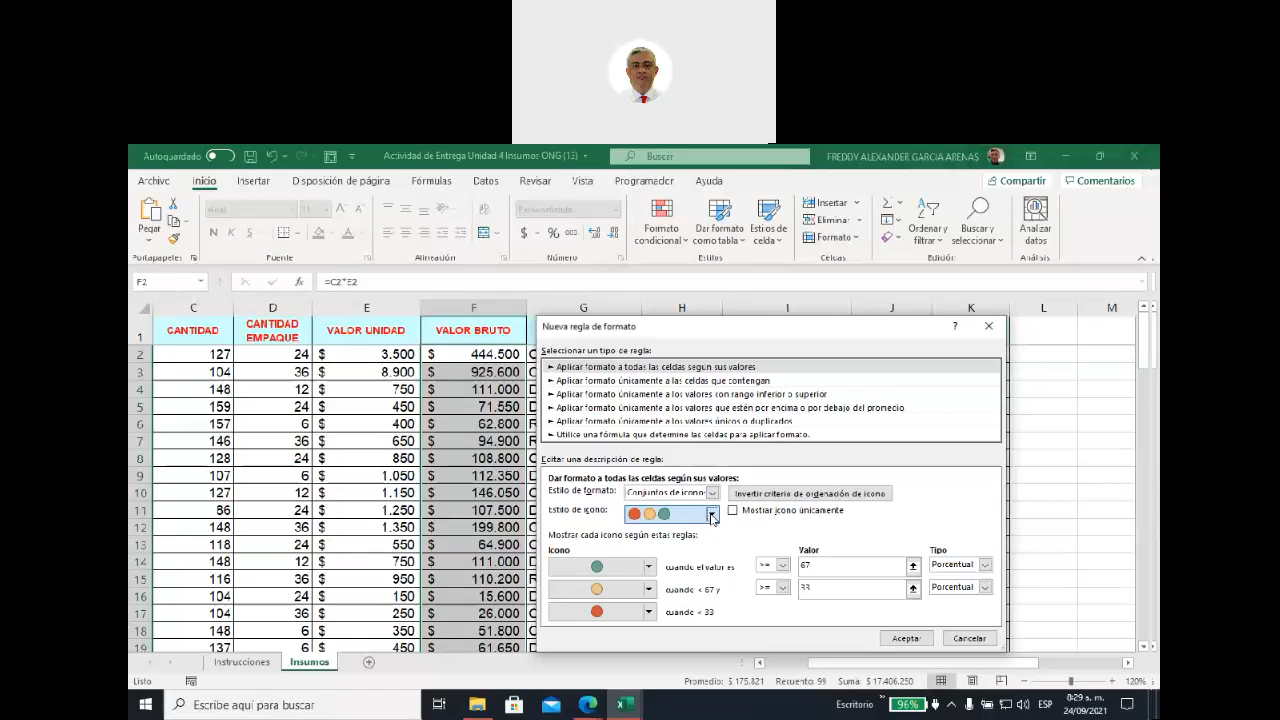 Autoguardado
Actividad de Entrega Unidad 4 Insumos ONG (13)
Buscar
FREDDY ALEXANDER GARCIA ARENAS
Archivo Inicio Insertar Disposición de página Fórmulas Datos Revisar Vista Programador Ayuda Compartir Comentarios
Pegar
Arial
11
N K S
Personalizado
$ % 000
Formato condicional
Dar formato como tabla
Estilos de celda
Insertar
Eliminar
Formato
Ordenar y filtrar
Buscar y seleccionar
Analizar datos
Portapapeles Fuente Alineación Número Estilos Celdas Edición Análisis
F2 fx =C2*E2
C D E F G H I J K L M
1 CANTIDAD CANTIDAD EMPAQUE VALOR UNIDAD VALOR BRUTO
2 127 24 $ 3.500 $ 444.500
3 104 36 $ 8.900 $ 925.600
4 148 12 $ 750 $ 111.000
5 159 24 $ 450 $ 71.550
6 157 6 $ 400 $ 62.800
7 146 36 $ 650 $ 94.900
8 128 24 $ 850 $ 108.800
9 107 6 $ 1.050 $ 112.350
10 127 12 $ 1.150 $ 146.050
11 86 24 $ 1.250 $ 107.500
12 148 36 $ 1.350 $ 199.800
13 118 24 $ 550 $ 64.900
14 148 12 $ 750 $ 111.000
15 116 36 $ 950 $ 110.200
16 104 24 $ 150 $ 15.600
17 104 36 $ 250 $ 26.000
18 148 6 $ 350 $ 51.800
19 137 6 $ 450 $ 61.650
Nueva regla de formato ?
Seleccionar un tipo de regla:
► Aplicar formato a todas las celdas según sus valores
► Aplicar formato únicamente a las celdas que contengan
► Aplicar formato únicamente a los valores con rango inferior o superior
► Aplicar formato únicamente a los valores que estén por encima o por debajo del promedio
► Aplicar formato únicamente a los valores únicos o duplicados
► Utilice una fórmula que determine las celdas para aplicar formato.
Editar una descripción de regla:
Dar formato a todas las celdas según sus valores:
Estilo de formato: Conjuntos de iconos Invertir criterio de ordenación de icono
Estilo de icono: Mostrar icono únicamente
Mostrar cada icono según estas reglas:
Icono Valor Tipo
cuando el valor es >= 67 Porcentual
cuando < 67 y >= 33 Porcentual
cuando < 33
Aceptar Cancelar
Instrucciones Insumos
Listo Promedio: $ 175.821 Recuento: 99 Suma: $ 17.406.250 120%
Escribe aquí para buscar
Escritorio
96%
ESP
8:29 a. m.
24/09/2021